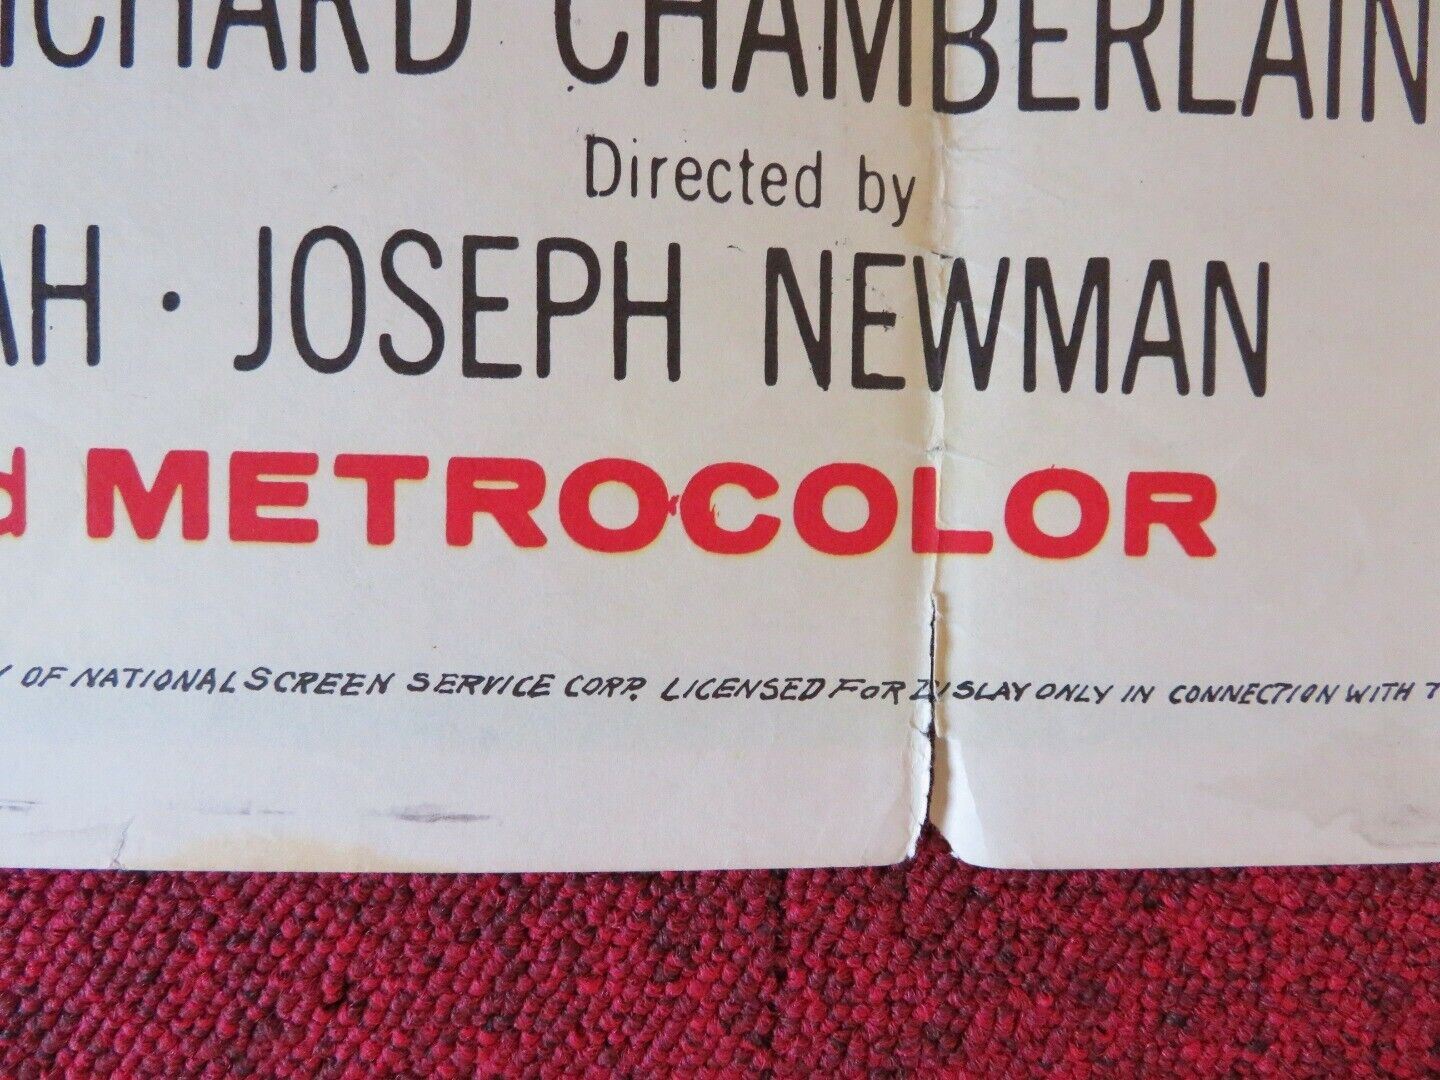 ICHARD CHAMBERLAIN
Directed by
AH · JOSEPH NEWMAN
d METROCOLOR
Y OF NATIONAL SCREEN SERVICE CORP. LICENSED FOR DISLAY ONLY IN CONNECTION WITH T